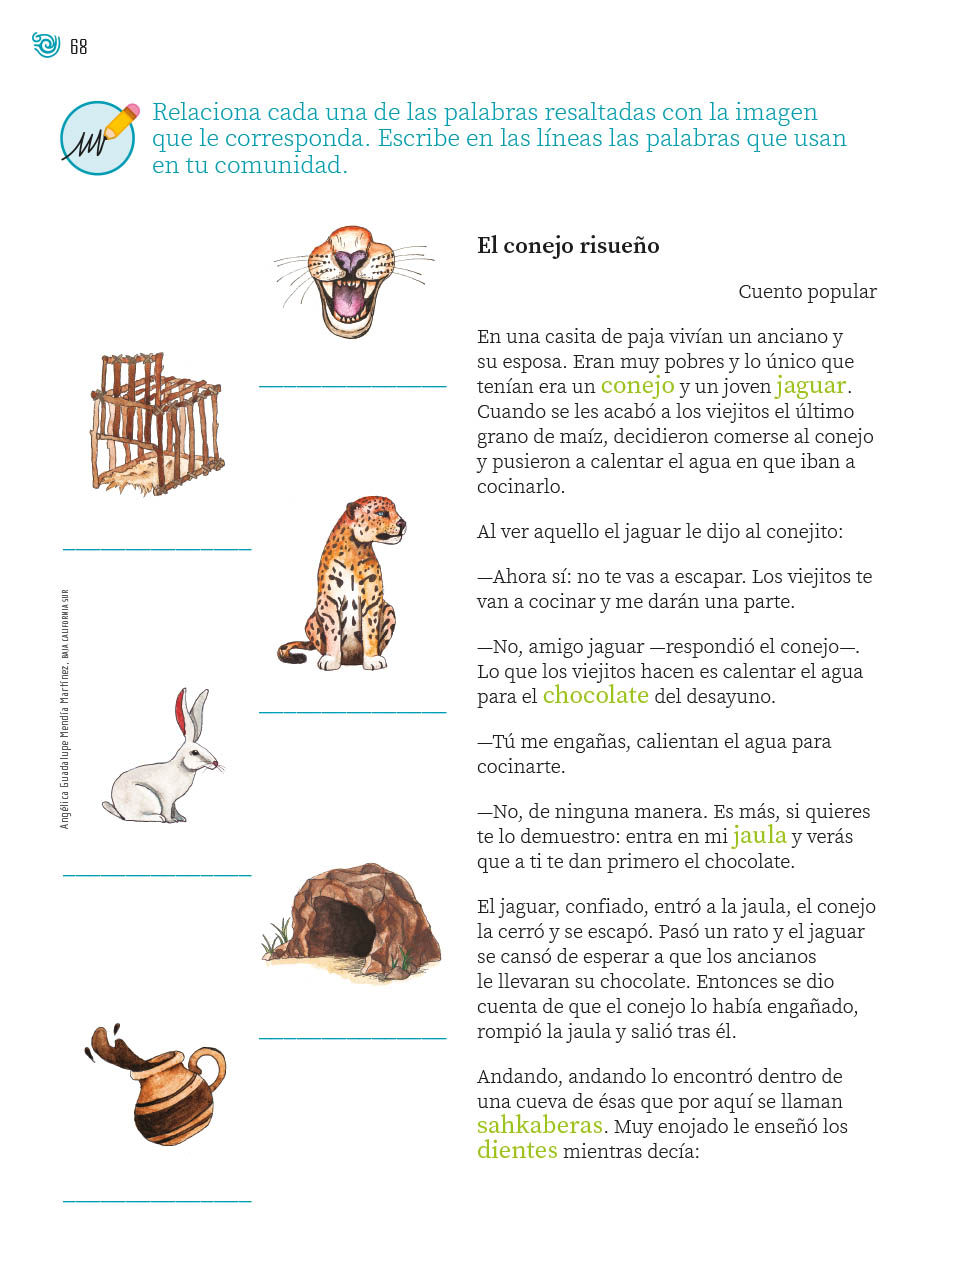 68
Relaciona cada una de las palabras resaltadas con la imagen
que le corresponda. Escribe en las líneas las palabras que usan
en tu comunidad.
El conejo risueño
Cuento popular
En una casita de paja vivían un anciano y
su esposa. Eran muy pobres y lo único que
tenían era un conejo y un joven jaguar.
Cuando se les acabó a los viejitos el último
grano de maíz, decidieron comerse al conejo
y pusieron a calentar el agua en que iban a
cocinarlo.
Al ver aquello el jaguar le dijo al conejito:
—Ahora sí: no te vas a escapar. Los viejitos te
van a cocinar y me darán una parte.
—No, amigo jaguar —respondió el conejo—.
Lo que los viejitos hacen es calentar el agua
para el chocolate del desayuno.
—Tú me engañas, calientan el agua para
cocinarte.
—No, de ninguna manera. Es más, si quieres
te lo demuestro: entra en mi jaula y verás
que a ti te dan primero el chocolate.
El jaguar, confiado, entró a la jaula, el conejo
la cerró y se escapó. Pasó un rato y el jaguar
se cansó de esperar a que los ancianos
le llevaran su chocolate. Entonces se dio
cuenta de que el conejo lo había engañado,
rompió la jaula y salió tras él.
Andando, andando lo encontró dentro de
una cueva de ésas que por aquí se llaman
sahkaberas. Muy enojado le enseñó los
dientes mientras decía:
Angélica Guadalupe Mendía Martínez, BAJA CALIFORNIA SUR